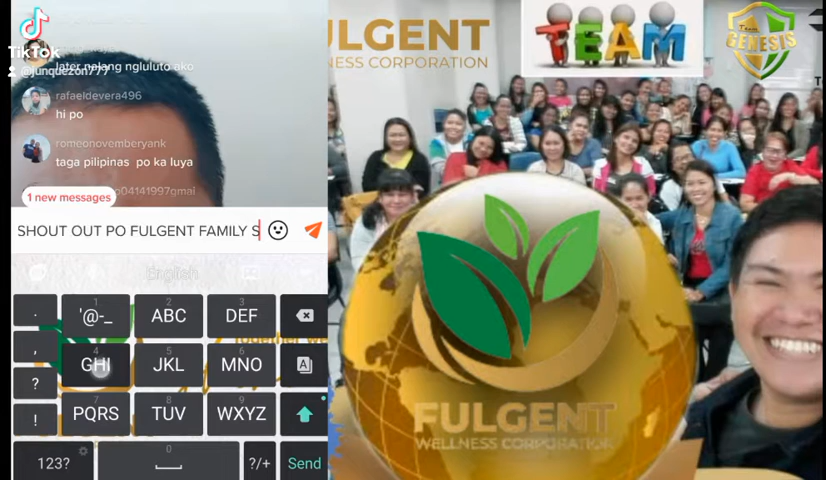 TikTok
@junquezon777
later nalang ngluluto ako
rafaeldevera496
hi po
romeonovemberyank
taga pilipinas po ka luya
1 new messages
SHOUT OUT PO FULGENT FAMILY S
English
'@-_
ABC
DEF
GHI
JKL
MNO
PQRS
TUV
WXYZ
123?
?/+
Send
FULGENT
WELLNESS CORPORATION
TEAM
Team
GENESIS
FULGENT
WELLNESS CORPORATION